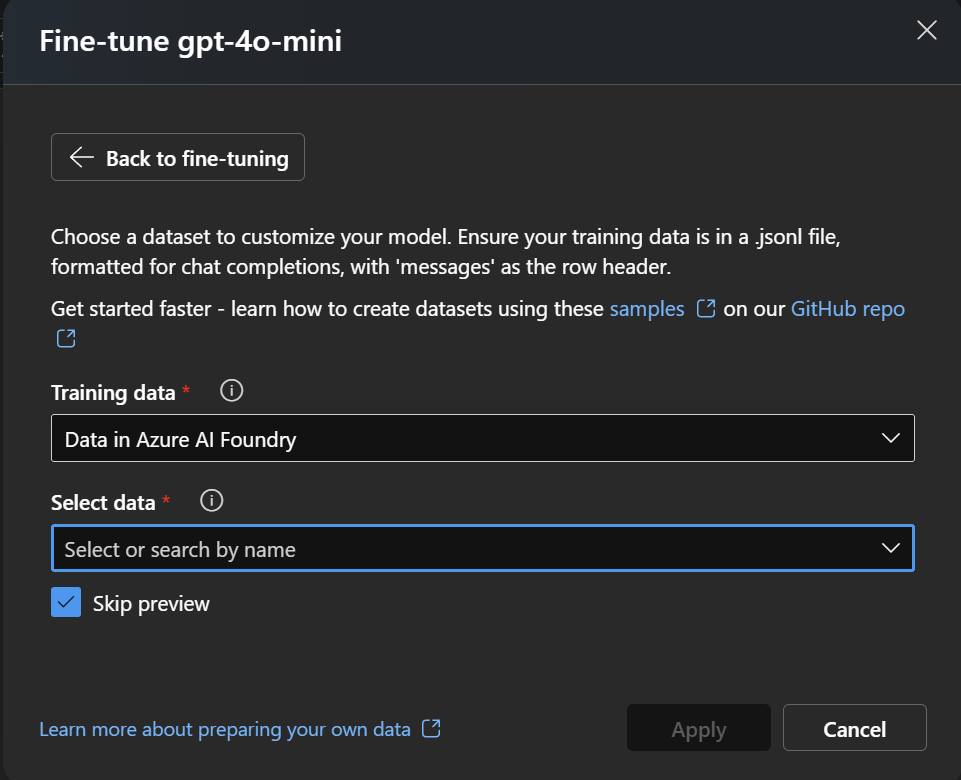 Fine-tune gpt-4o-mini
Back to fine-tuning
Choose a dataset to customize your model. Ensure your training data is in a .jsonl file,
formatted for chat completions, with 'messages' as the row header.
Get started faster - learn how to create datasets using these samples on our GitHub repo
Training data *
Data in Azure AI Foundry
Select data *
Select or search by name
Skip preview
Learn more about preparing your own data
Apply
Cancel